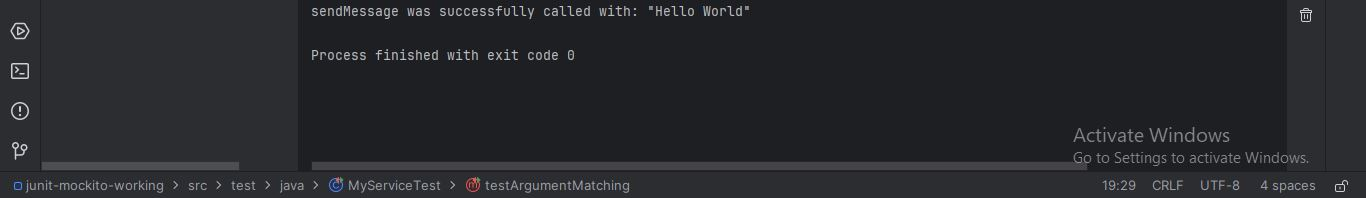 sendMessage was successfully called with: "Hello World"
Process finished with exit code 0
Activate Windows
Go to Settings to activate Windows.
junit-mockito-working > src > test > java > MyServiceTest > testArgumentMatching 19:29 CRLF UTF-8 4 spaces